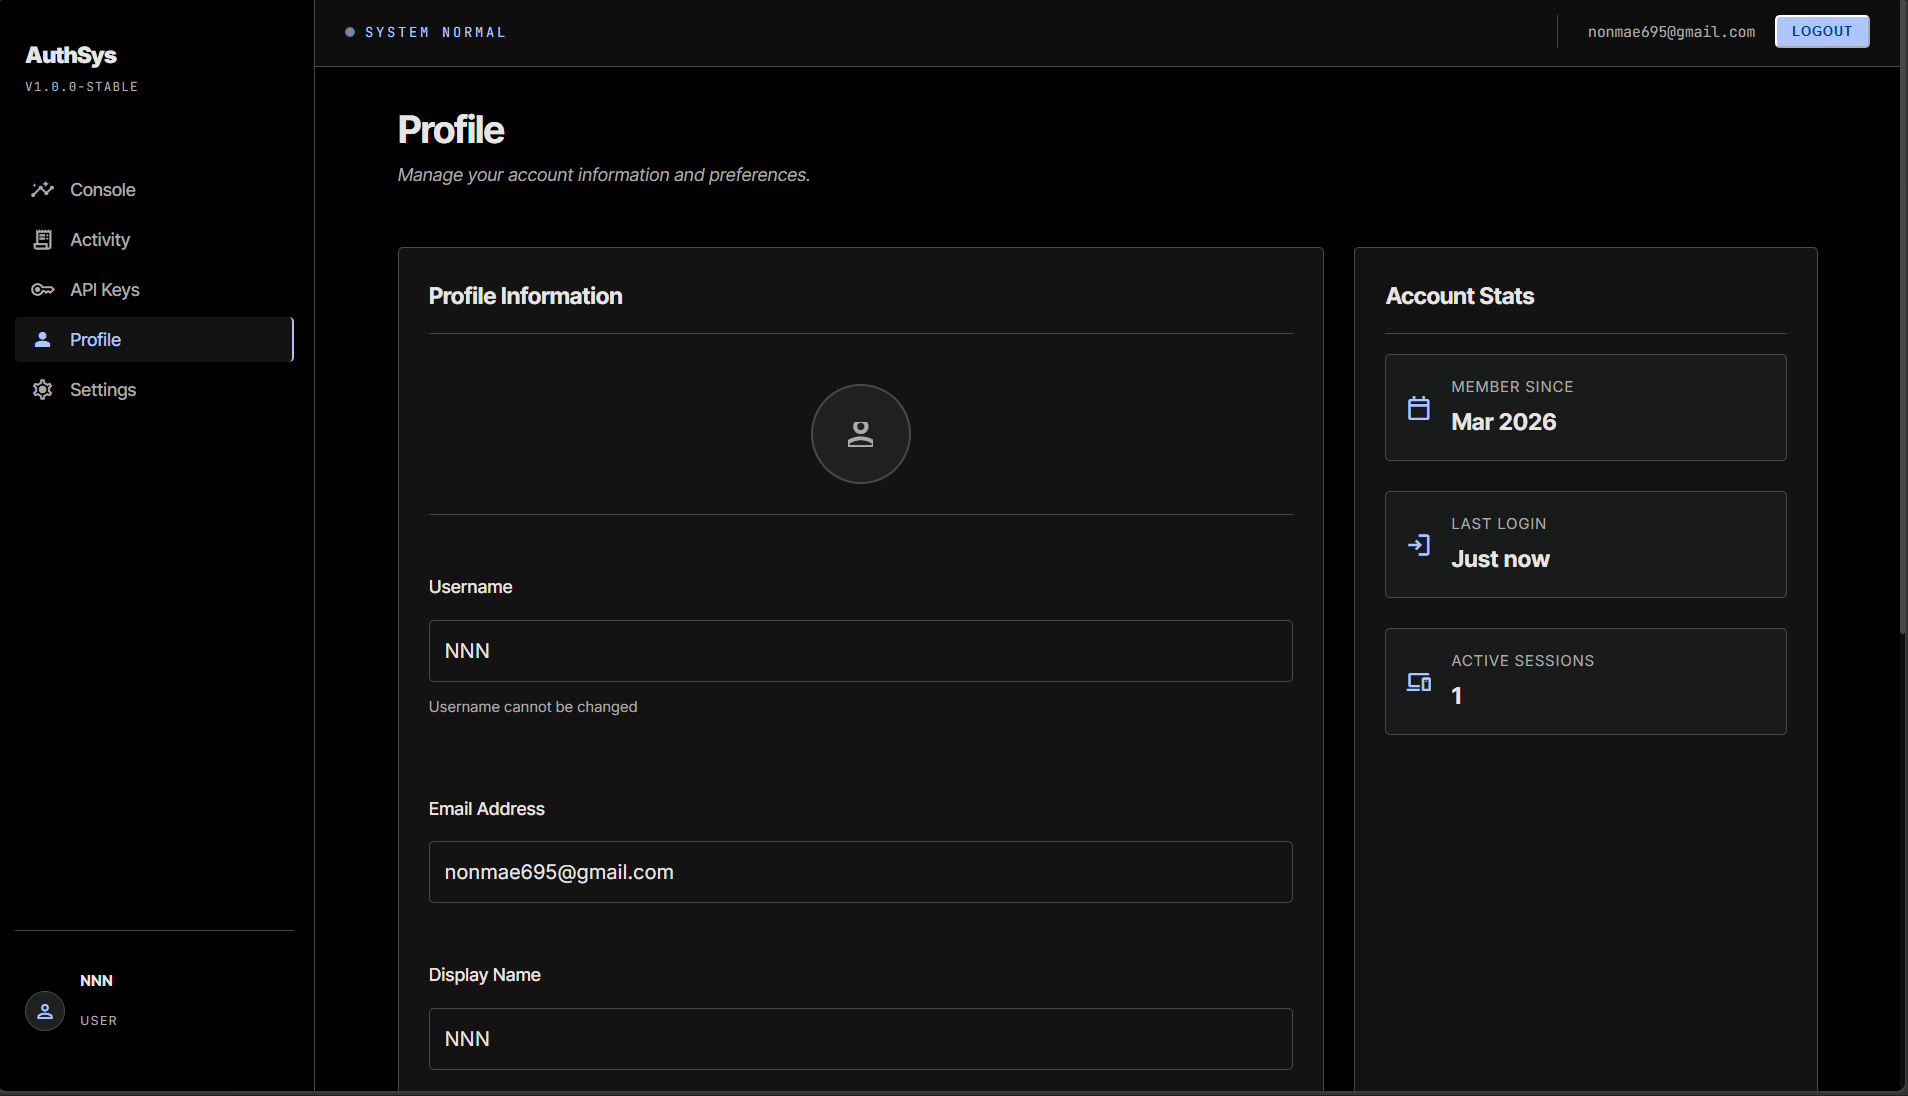 AuthSys
V1.0.0-STABLE
Console
Activity
API Keys
Profile
Settings
NNN
USER
SYSTEM NORMAL
nonmae695@gmail.com
LOGOUT
Profile
Manage your account information and preferences.
Profile Information
Username
NNN
Username cannot be changed
Email Address
nonmae695@gmail.com
Display Name
NNN
Account Stats
MEMBER SINCE
Mar 2026
LAST LOGIN
Just now
ACTIVE SESSIONS
1